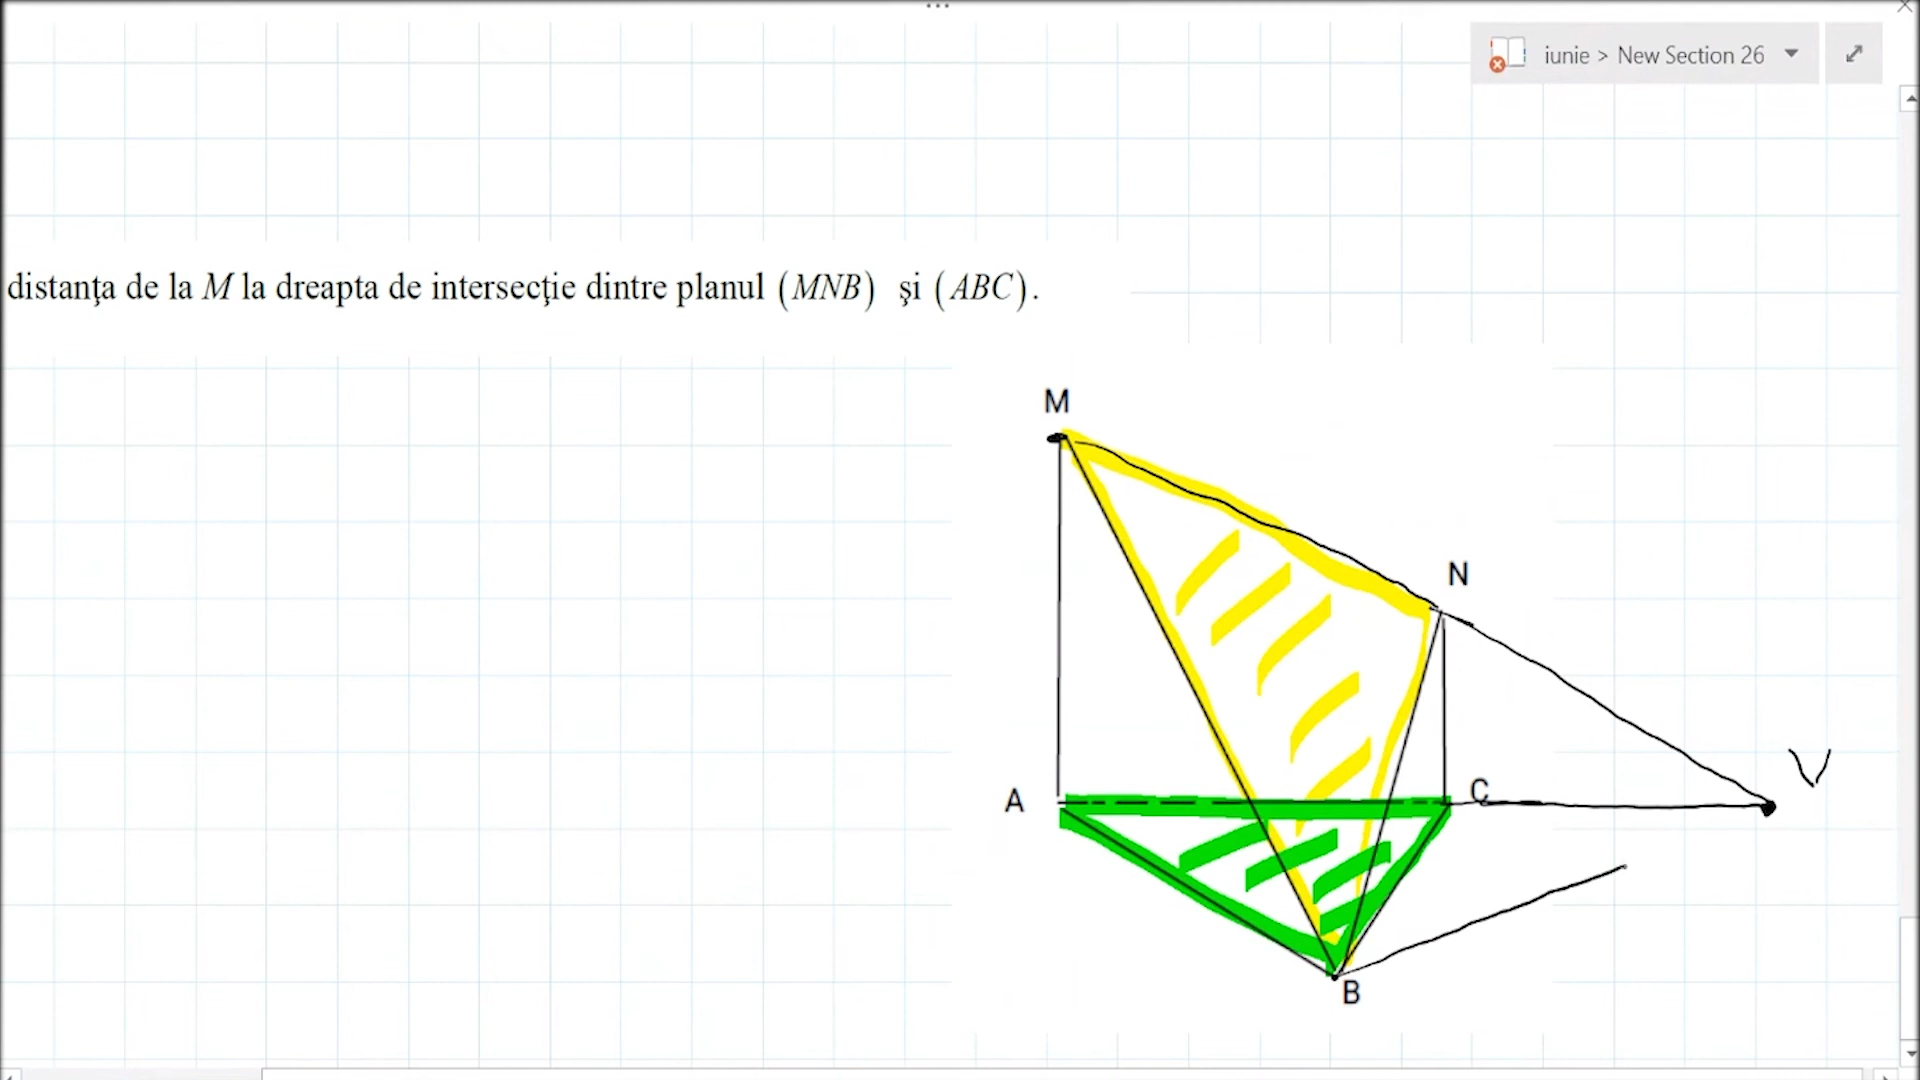 iunie > New Section 26
distanţa de la M la dreapta de intersecţie dintre planul (MNB) şi (ABC).
M
N
V
A
C
B